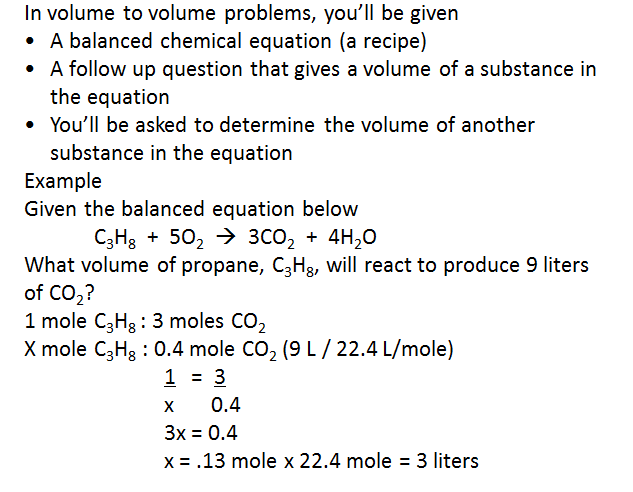 In volume to volume problems, you'll be given
• A balanced chemical equation (a recipe)
• A follow up question that gives a volume of a substance in
the equation
• You'll be asked to determine the volume of another
substance in the equation
Example
Given the balanced equation below
C₃H₈ + 5O₂ → 3CO₂ + 4H₂O
What volume of propane, C₃H₈, will react to produce 9 liters
of CO₂?
1 mole C₃H₈ : 3 moles CO₂
X mole C₃H₈ : 0.4 mole CO₂ (9 L / 22.4 L/mole)
1 = 3
x 0.4
3x = 0.4
x = .13 mole x 22.4 mole = 3 liters